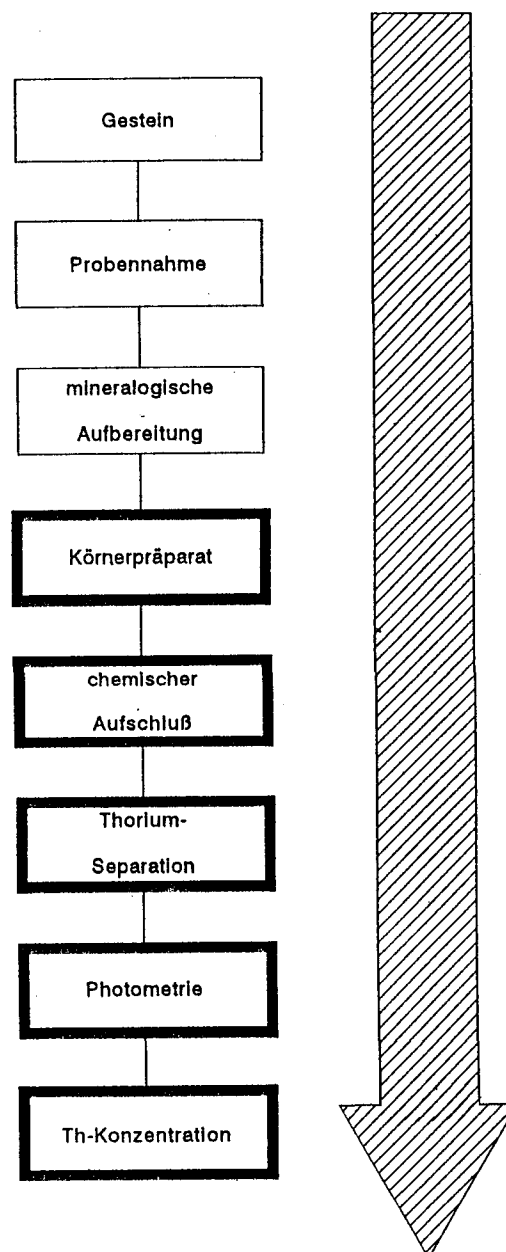 Gestein
Probennahme
mineralogische
Aufbereitung
Körnerpräparat
chemischer
Aufschluß
Thorium-
Separation
Photometrie
Th-Konzentration